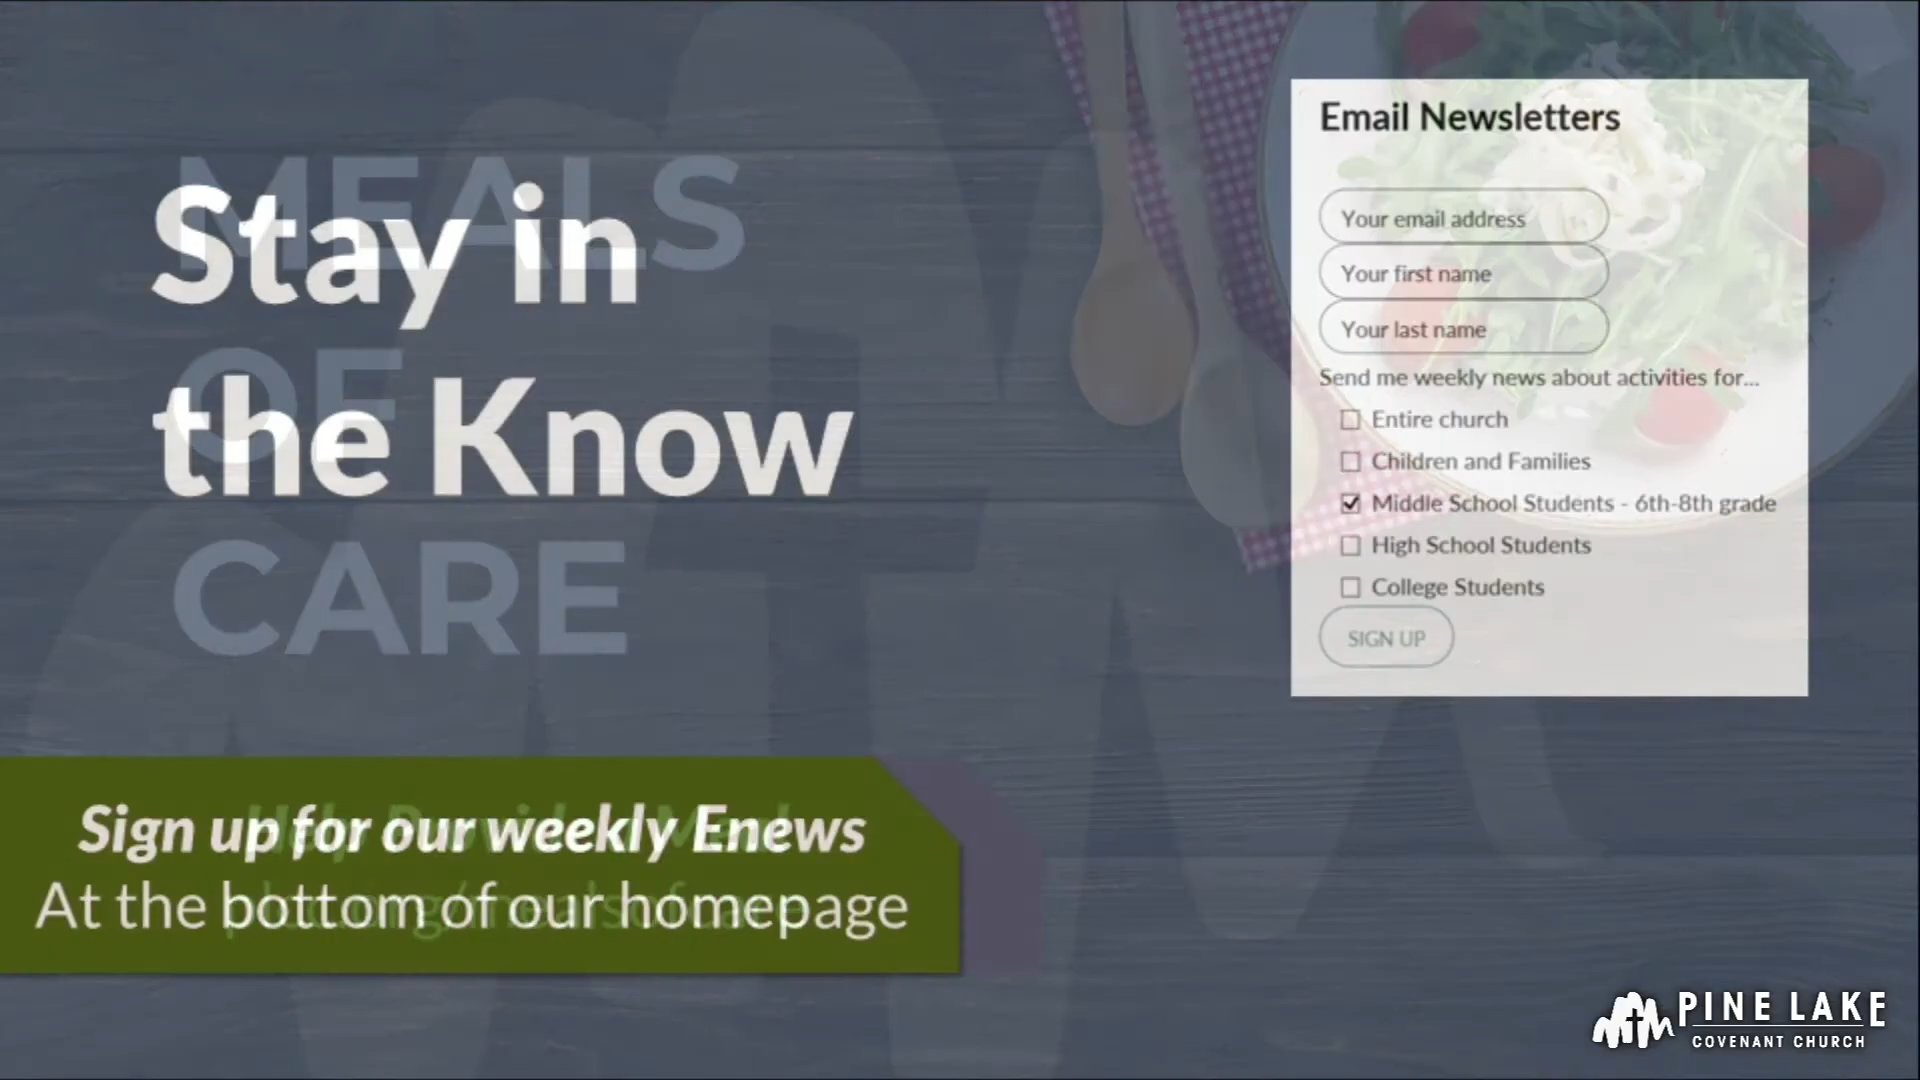 MEALS
OF
CARE
Stay in
the Know
Email Newsletters
Your email address
Your first name
Your last name
Send me weekly news about activities for...
Entire church
Children and Families
Middle School Students - 6th-8th grade
High School Students
College Students
SIGN UP
Sign up for our weekly Enews
At the bottom of our homepage
PINE LAKE
COVENANT CHURCH